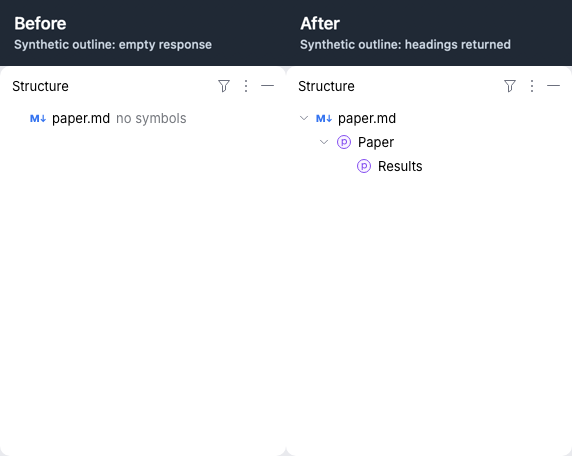 Before
Synthetic outline: empty response
Structure
M↓ paper.md no symbols
After
Synthetic outline: headings returned
Structure
M↓ paper.md
p Paper
p Results